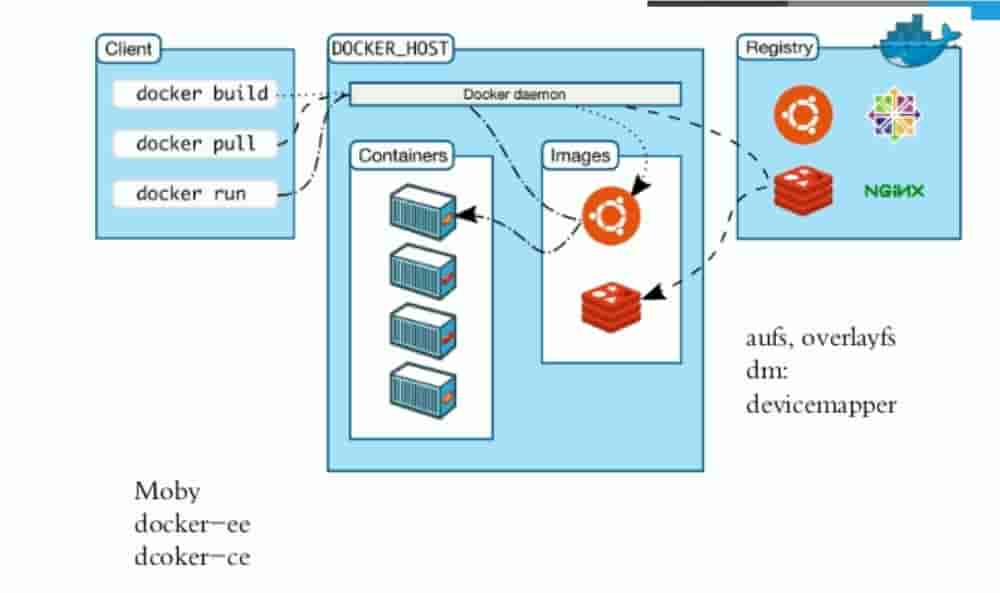 Client
docker build
docker pull
docker run
DOCKER_HOST
Docker daemon
Containers
Images
Registry
NGiNX
aufs, overlayfs
dm:
devicemapper
Moby
docker-ee
dcoker-ce